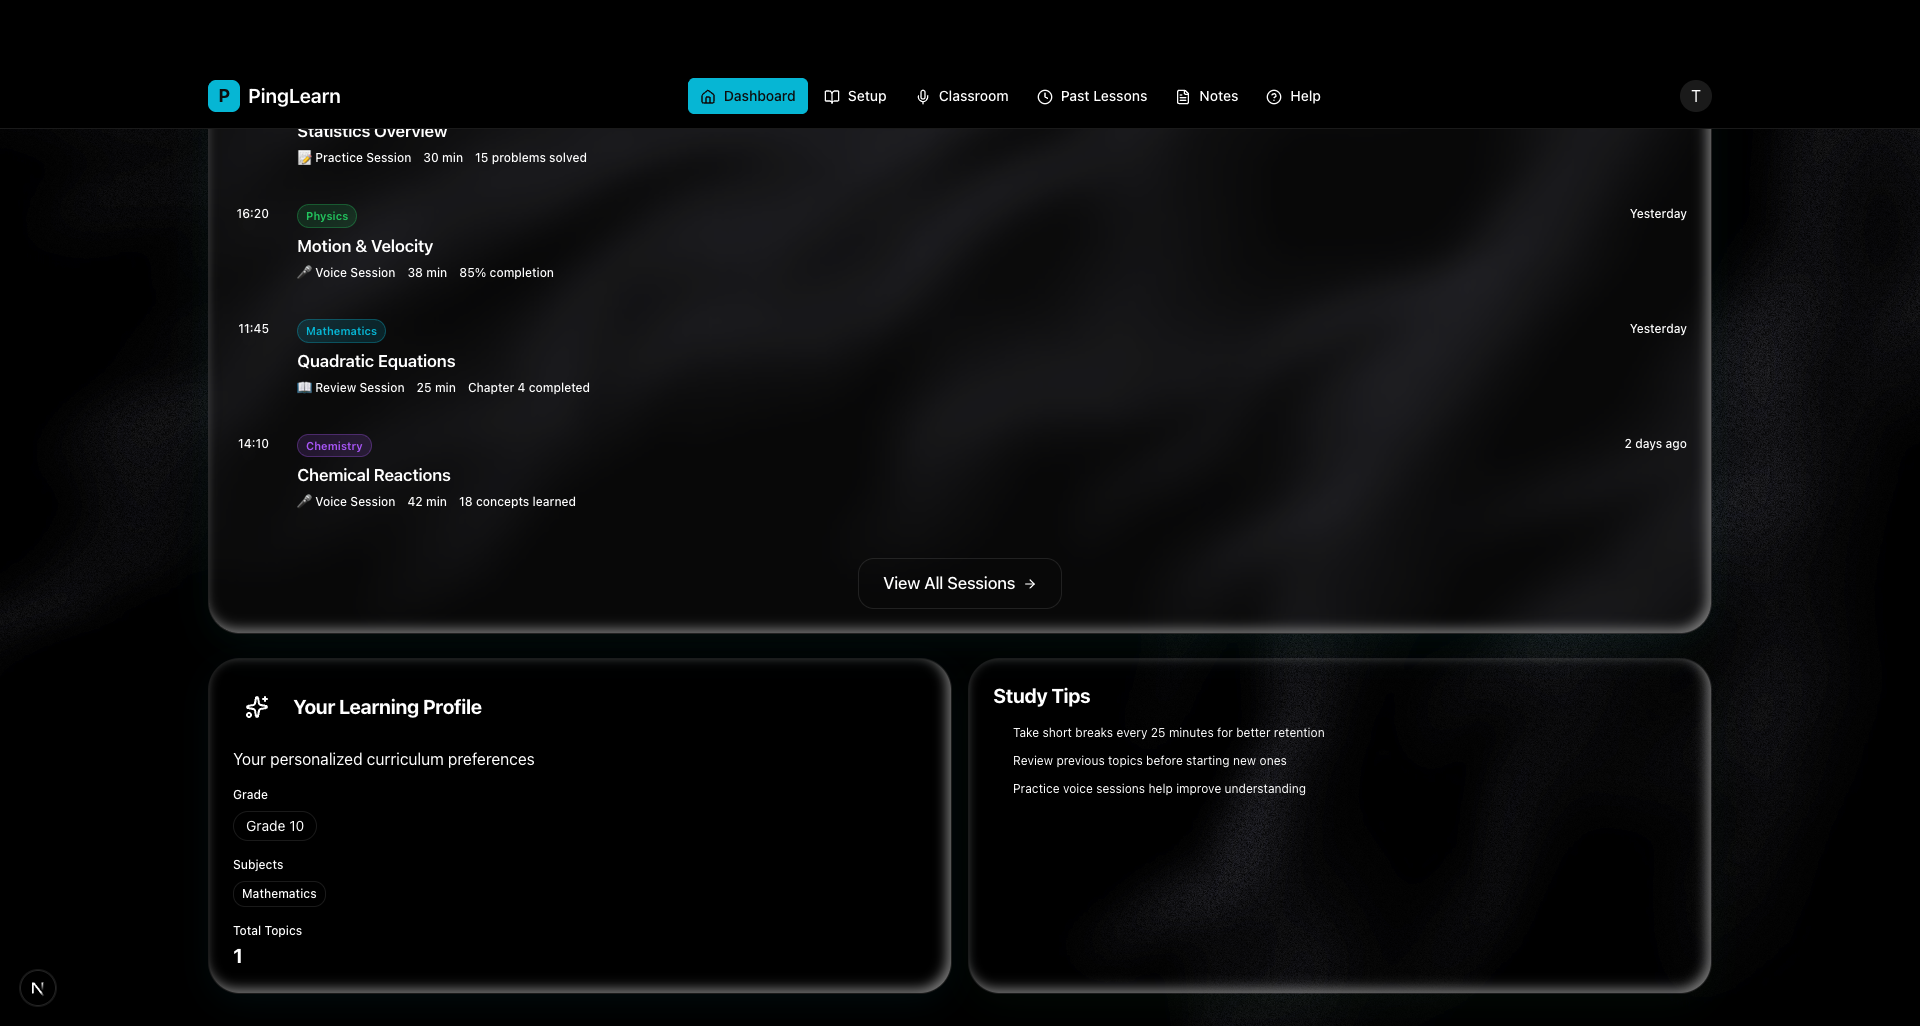 P PingLearn Dashboard Setup Classroom Past Lessons Notes Help T
Statistics Overview
Practice Session 30 min 15 problems solved
16:20 Physics Yesterday
Motion & Velocity
Voice Session 38 min 85% completion
11:45 Mathematics Yesterday
Quadratic Equations
Review Session 25 min Chapter 4 completed
14:10 Chemistry 2 days ago
Chemical Reactions
Voice Session 42 min 18 concepts learned
View All Sessions →
Your Learning Profile
Your personalized curriculum preferences
Grade
Grade 10
Subjects
Mathematics
Total Topics
1
Study Tips
Take short breaks every 25 minutes for better retention
Review previous topics before starting new ones
Practice voice sessions help improve understanding
N